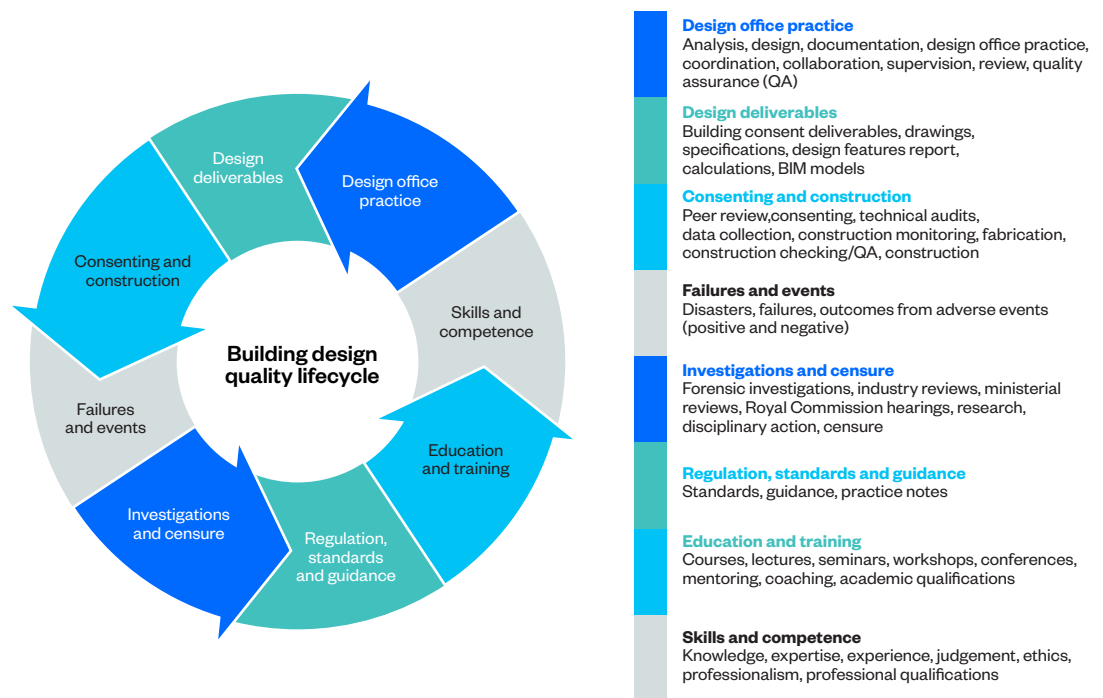 Design
deliverables
Design office
practice
Consenting and
construction
Skills and
competence
Building design
quality lifecycle
Failures
and events
Education
and training
Investigations
and censure
Regulation,
standards
and guidance
Design office practice
Analysis, design, documentation, design office practice,
coordination, collaboration, supervision, review, quality
assurance (QA)
Design deliverables
Building consent deliverables, drawings,
specifications, design features report,
calculations, BIM models
Consenting and construction
Peer review,consenting, technical audits,
data collection, construction monitoring, fabrication,
construction checking/QA, construction
Failures and events
Disasters, failures, outcomes from adverse events
(positive and negative)
Investigations and censure
Forensic investigations, industry reviews, ministerial
reviews, Royal Commission hearings, research,
disciplinary action, censure
Regulation, standards and guidance
Standards, guidance, practice notes
Education and training
Courses, lectures, seminars, workshops, conferences,
mentoring, coaching, academic qualifications
Skills and competence
Knowledge, expertise, experience, judgement, ethics,
professionalism, professional qualifications